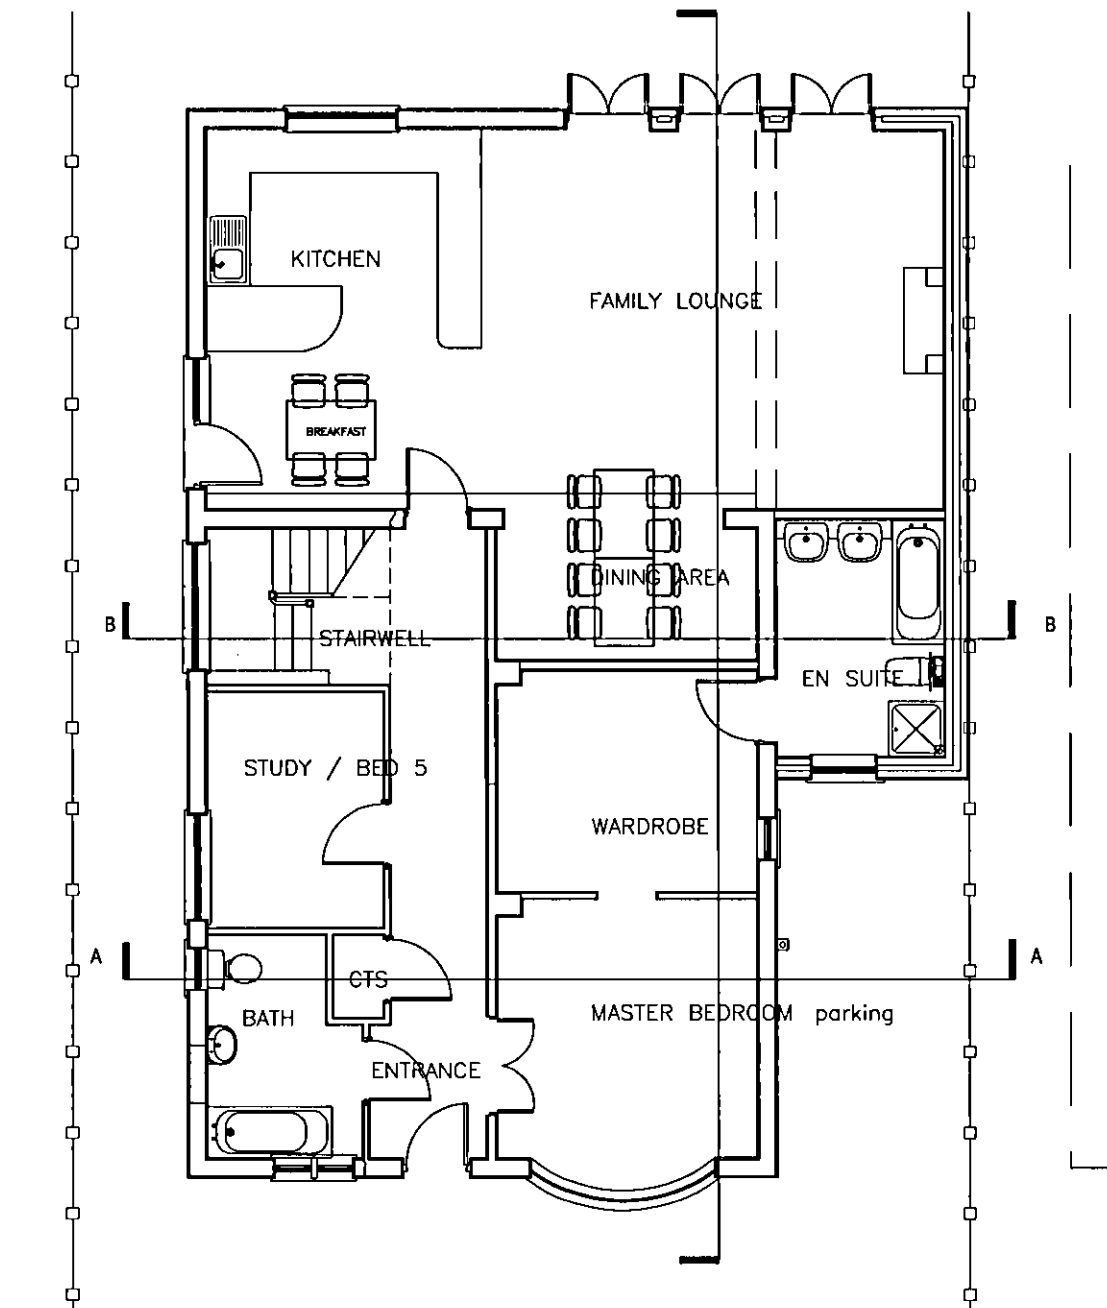 KITCHEN
FAMILY LOUNGE
BREAKFAST
DINING AREA
B
STAIRWELL
B
EN SUITE
STUDY / BED 5
WARDROBE
A
A
CTS
BATH
MASTER BEDROOM parking
ENTRANCE